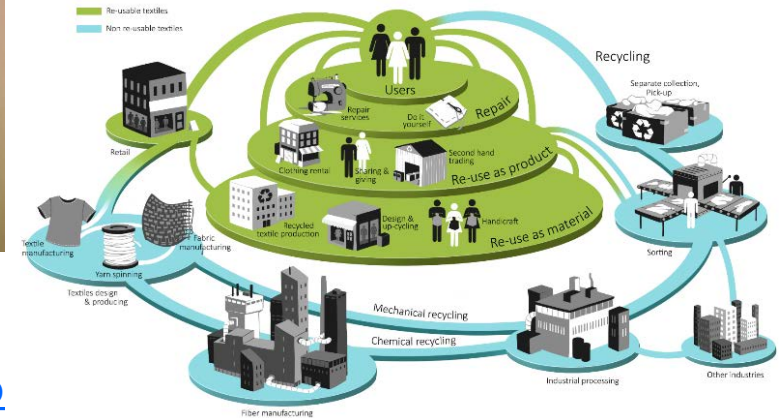 Re-usable textiles
Non re-usable textiles
Users
Recycling
Separate collection,
Pick-up
Repair
services
Do it
yourself
Repair
Retail
Clothing rental
Sharing &
giving
Second hand
trading
Re-use as product
Recycled
textile production
Design &
up-cycling
Handicraft
Re-use as material
Sorting
Textile
manufacturing
Fabric
manufacturing
Yarn spinning
Textiles design
& producing
Mechanical recycling
Chemical recycling
Fiber manufacturing
Industrial processing
Other industries